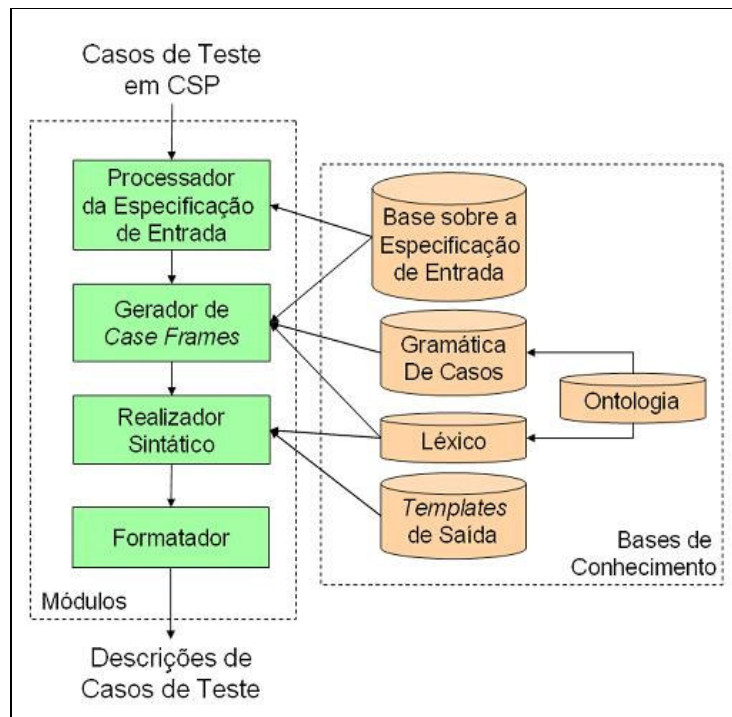 Casos de Teste
em CSP
Processador
da Especificação
de Entrada
Gerador de
Case Frames
Realizador
Sintático
Formatador
Módulos
Descrições de
Casos de Teste
Base sobre a
Especificação
de Entrada
Gramática
De Casos
Léxico
Templates
de Saída
Ontologia
Bases de
Conhecimento